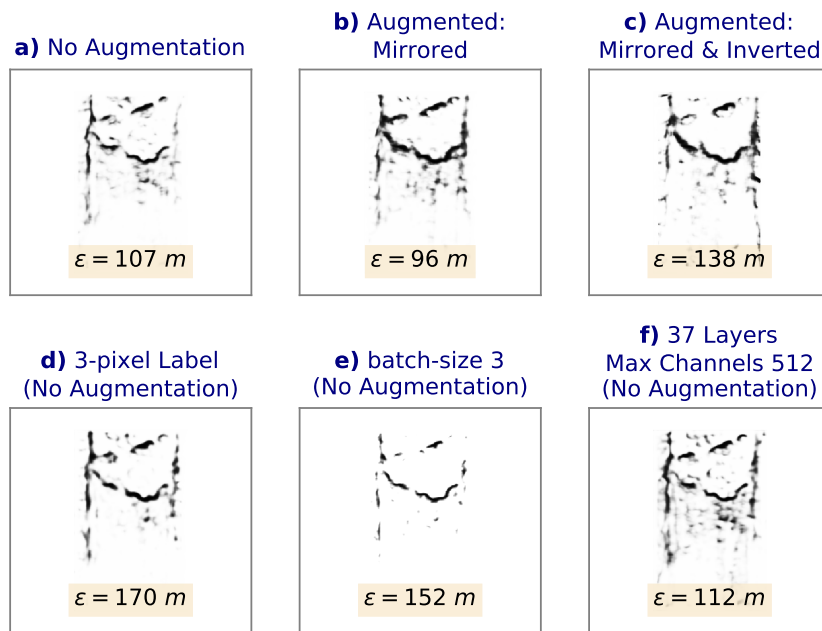 a) No Augmentation
b) Augmented:
Mirrored
c) Augmented:
Mirrored & Inverted
ε = 107 m
ε = 96 m
ε = 138 m
d) 3-pixel Label
(No Augmentation)
e) batch-size 3
(No Augmentation)
f) 37 Layers
Max Channels 512
(No Augmentation)
ε = 170 m
ε = 152 m
ε = 112 m